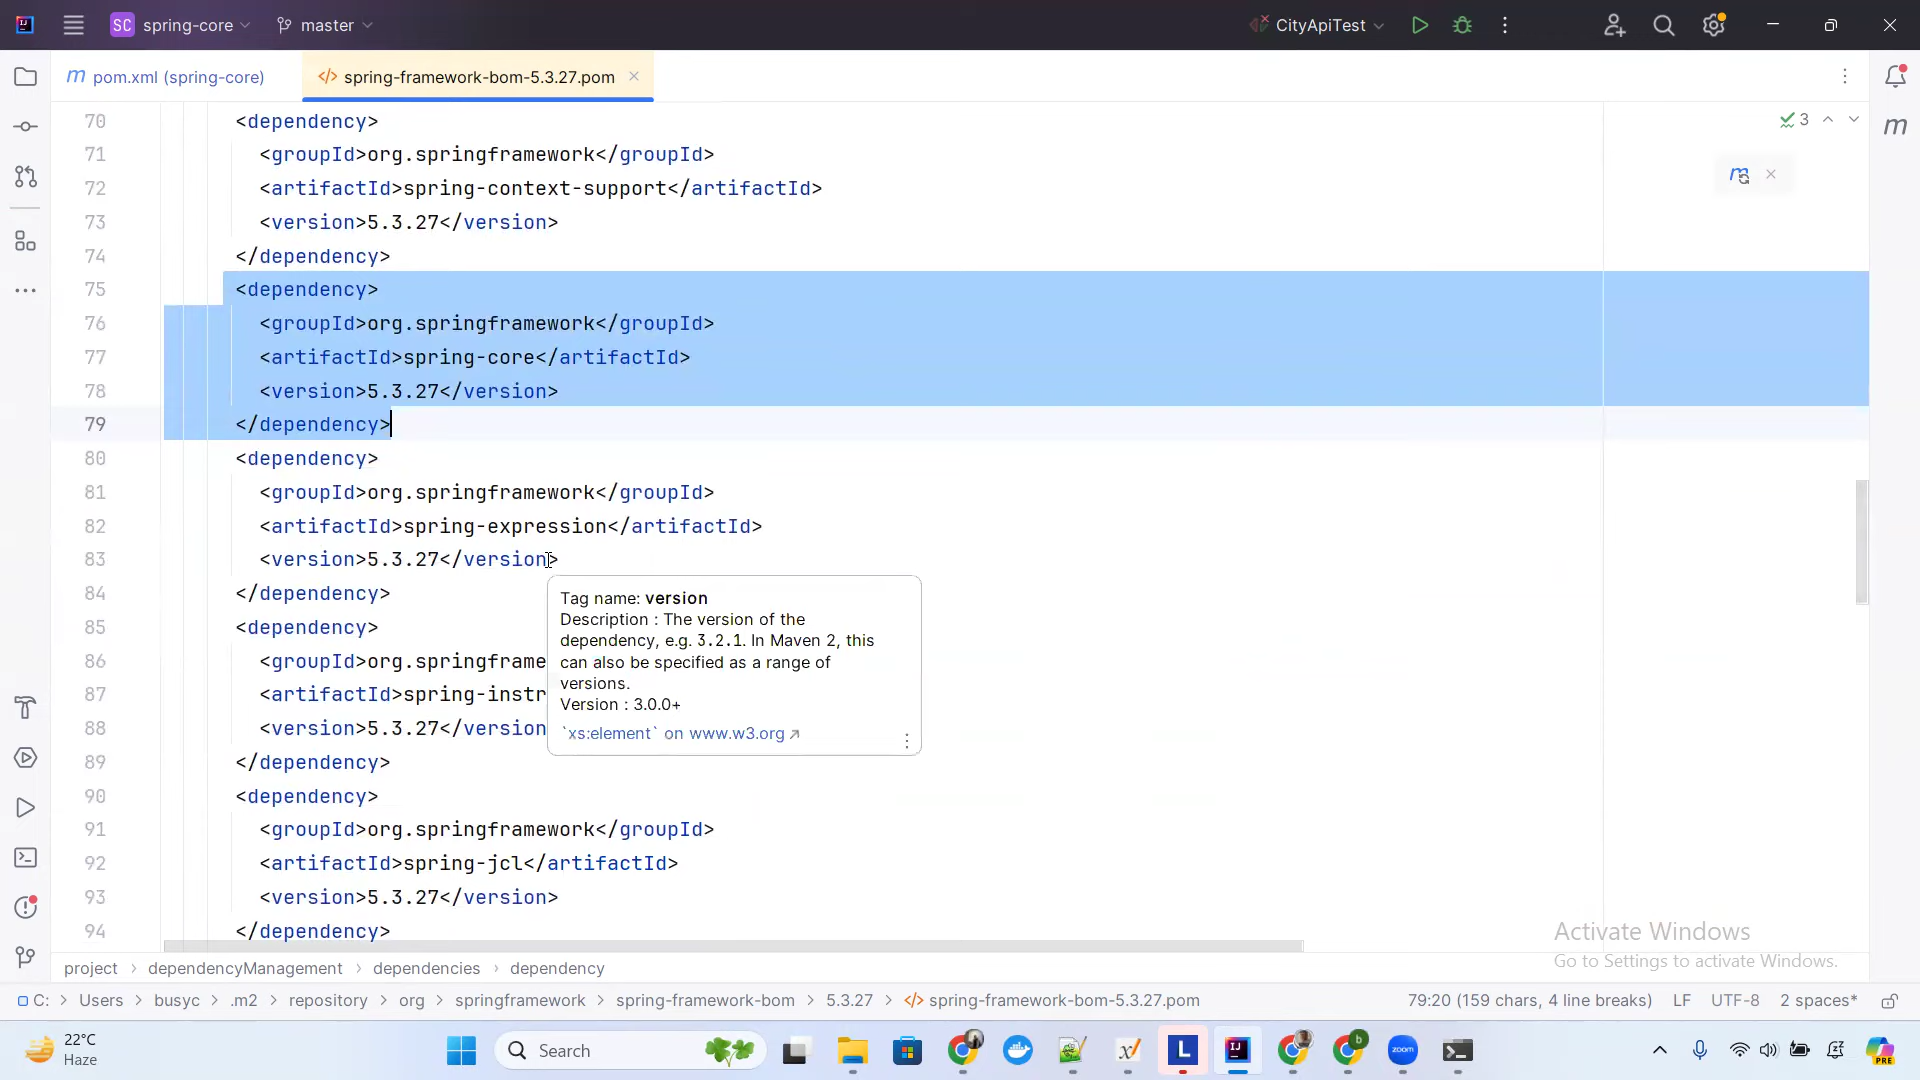 SC spring-core master CityApiTest
pom.xml (spring-core) spring-framework-bom-5.3.27.pom
3
70 <dependency>
71 <groupId>org.springframework</groupId>
72 <artifactId>spring-context-support</artifactId>
73 <version>5.3.27</version>
74 </dependency>
75 <dependency>
76 <groupId>org.springframework</groupId>
77 <artifactId>spring-core</artifactId>
78 <version>5.3.27</version>
79 </dependency>
80 <dependency>
81 <groupId>org.springframework</groupId>
82 <artifactId>spring-expression</artifactId>
83 <version>5.3.27</version>
84 </dependency>
85 <dependency>
86 <groupId>org.springframe
87 <artifactId>spring-instr
88 <version>5.3.27</version
89 </dependency>
90 <dependency>
91 <groupId>org.springframework</groupId>
92 <artifactId>spring-jcl</artifactId>
93 <version>5.3.27</version>
94 </dependency>
Tag name: version
Description : The version of the
dependency, e.g. 3.2.1. In Maven 2, this
can also be specified as a range of
versions.
Version : 3.0.0+
`xs:element` on www.w3.org
Activate Windows
Go to Settings to activate Windows.
project > dependencyManagement > dependencies > dependency
C: > Users > busyc > .m2 > repository > org > springframework > spring-framework-bom > 5.3.27 > spring-framework-bom-5.3.27.pom 79:20 (159 chars, 4 line breaks) LF UTF-8 2 spaces*
22°C
Haze
Search
zoom
PRE